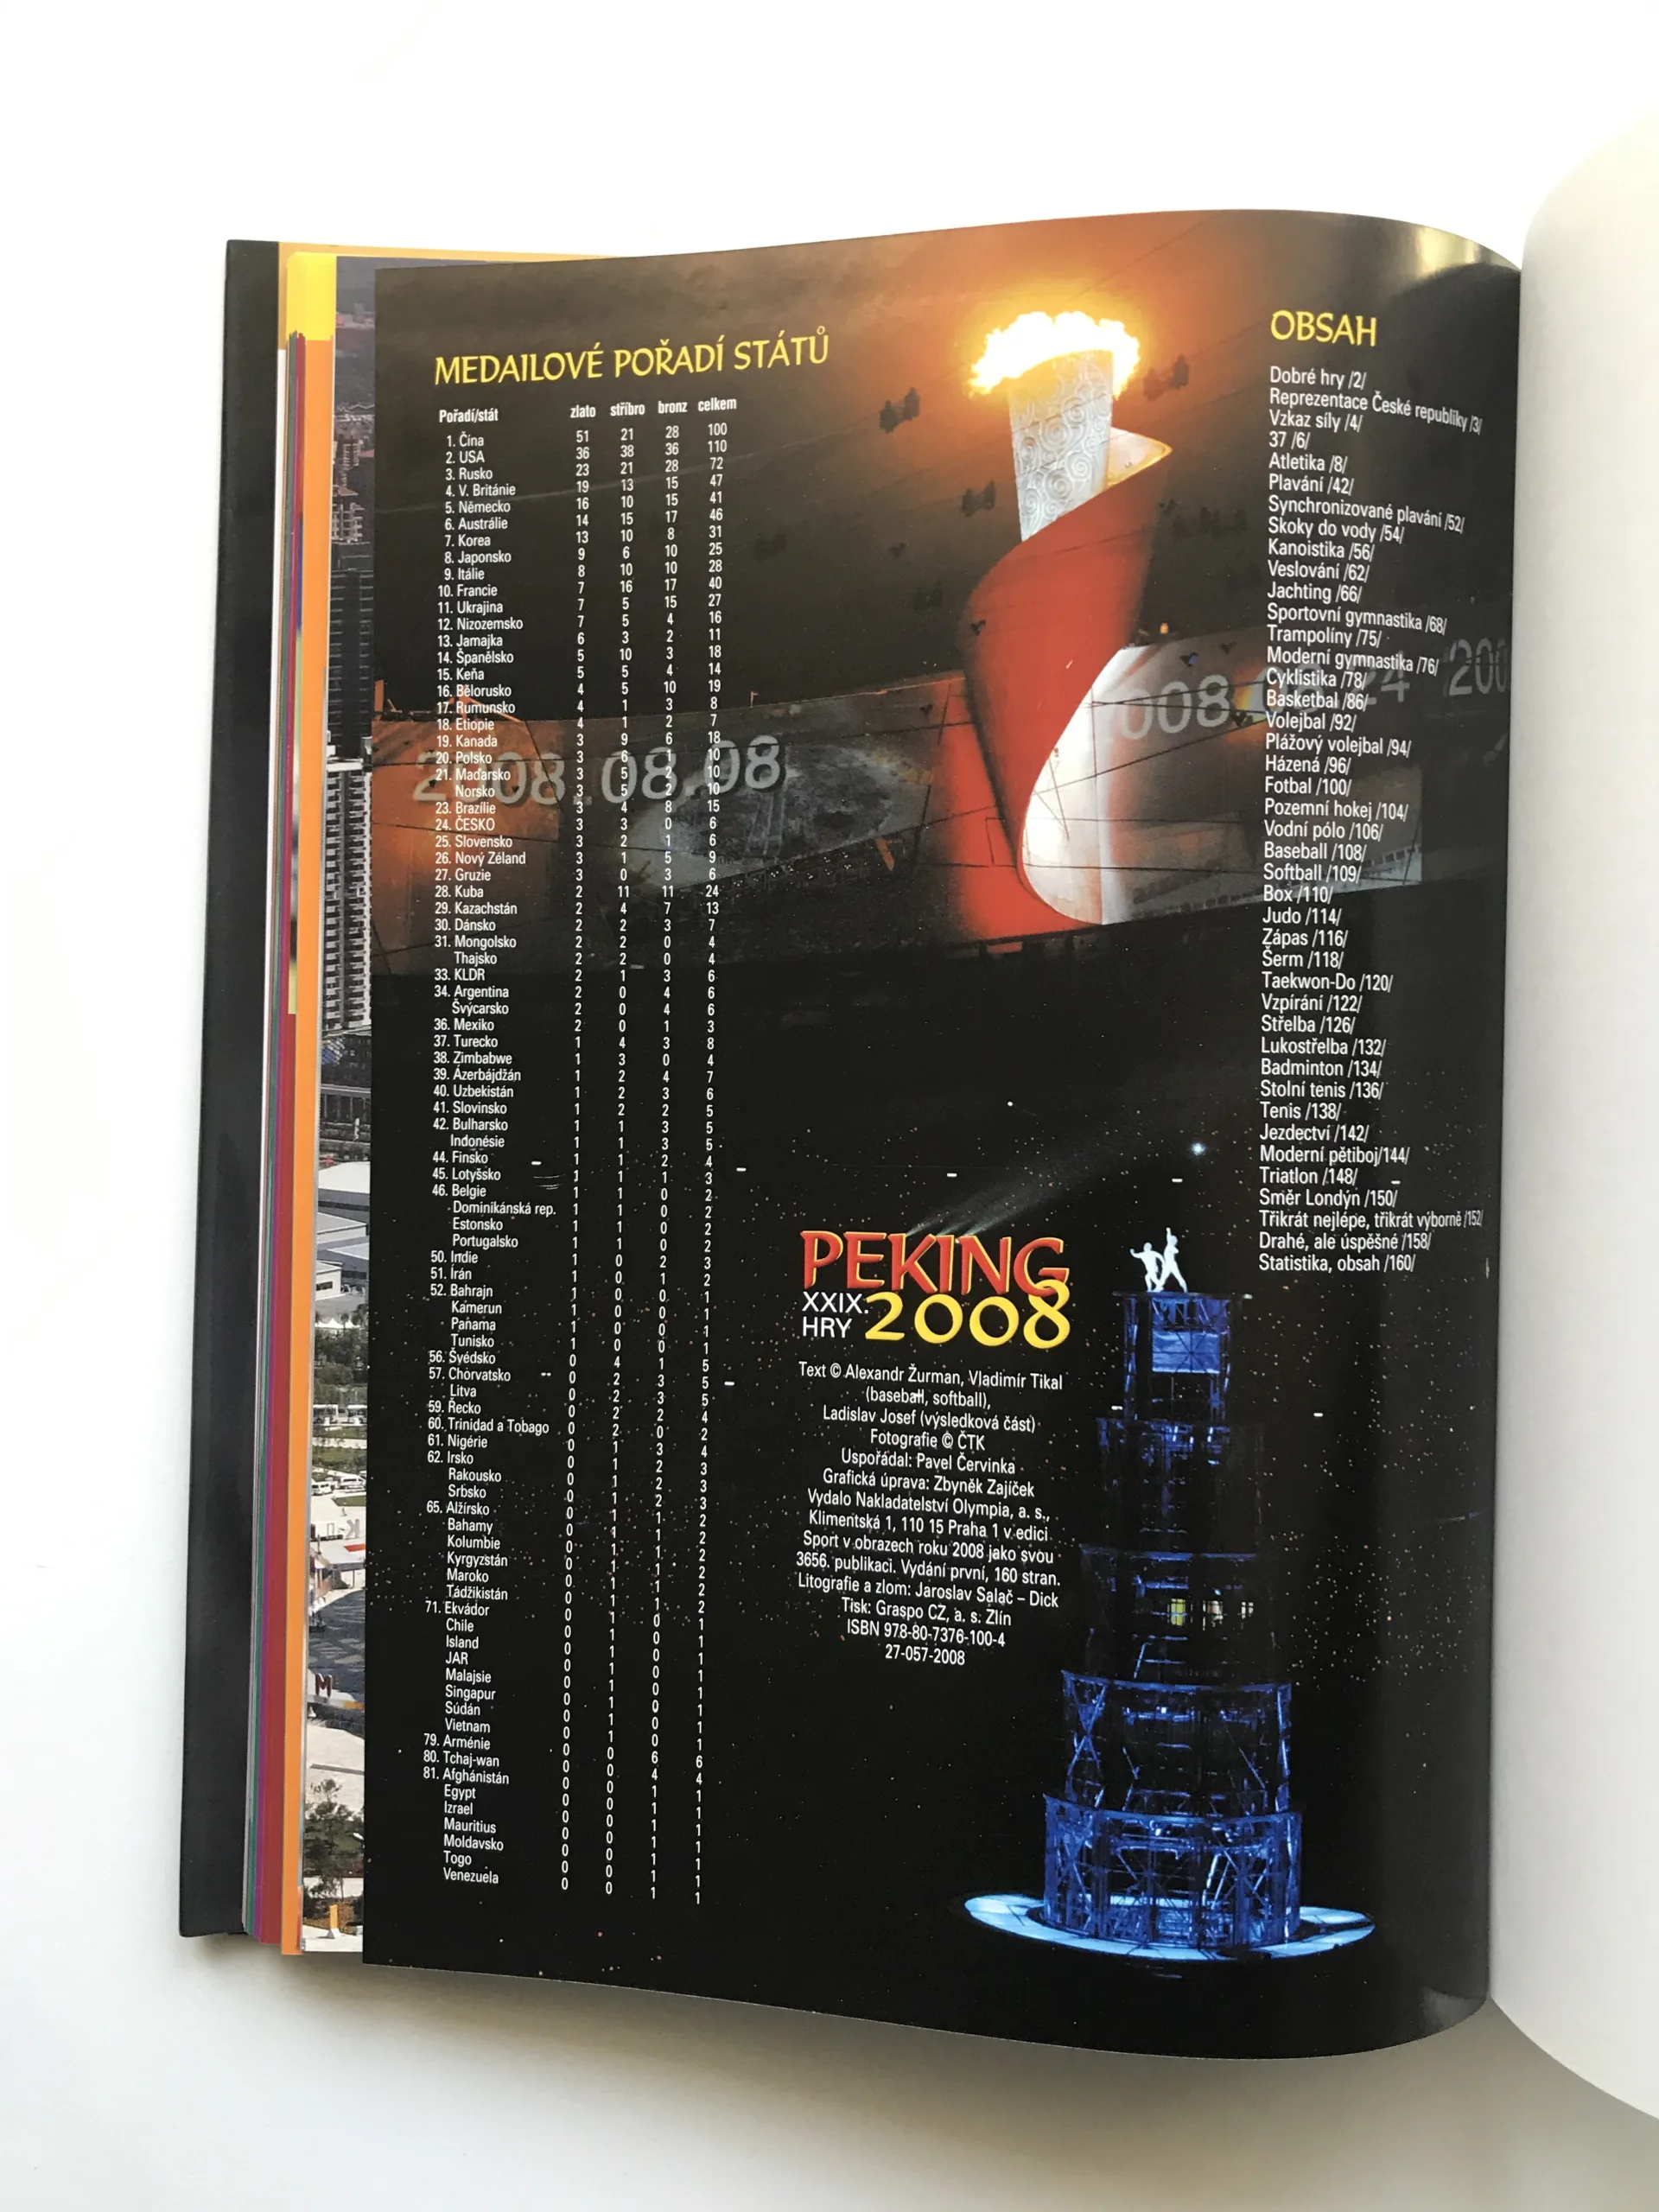 MEDAILOVÉ POŘADÍ STÁTŮ
Pořadí/stát zlato stříbro bronz celkem
1. Čína 51 21 28 100
2. USA 36 38 36 110
3. Rusko 23 21 28 72
4. V. Británie 19 13 15 47
5. Německo 16 10 15 41
6. Austrálie 14 15 17 46
7. Korea 13 10 8 31
8. Japonsko 9 6 10 25
9. Itálie 8 10 10 28
10. Francie 7 16 17 40
11. Ukrajina 7 5 15 27
12. Nizozemsko 7 5 4 16
13. Jamajka 6 3 2 11
14. Španělsko 5 10 3 18
15. Keňa 5 5 4 14
16. Bělorusko 4 5 10 19
17. Rumunsko 4 1 3 8
18. Etiopie 4 1 2 7
19. Kanada 3 9 6 18
20. Polsko 3 6 1 10
21. Maďarsko 3 5 2 10
Norsko 3 5 2 10
23. Brazílie 3 4 8 15
24. ČESKO 3 3 0 6
25. Slovensko 3 2 1 6
26. Nový Zéland 3 1 5 9
27. Gruzie 3 0 3 6
28. Kuba 2 11 11 24
29. Kazachstán 2 4 7 13
30. Dánsko 2 2 3 7
31. Mongolsko 2 2 0 4
Thajsko 2 2 0 4
33. KLDR 2 1 3 6
34. Argentina 2 0 4 6
Švýcarsko 2 0 4 6
36. Mexiko 2 0 1 3
37. Turecko 1 4 3 8
38. Zimbabwe 1 3 0 4
39. Ázerbájdžán 1 2 4 7
40. Uzbekistán 1 2 3 6
41. Slovinsko 1 2 2 5
42. Bulharsko 1 1 3 5
Indonésie 1 1 3 5
44. Finsko 1 1 2 4
45. Lotyšsko 1 1 1 3
46. Belgie 1 1 0 2
Dominikánská rep. 1 1 0 2
Estonsko 1 1 0 2
Portugalsko 1 1 0 2
50. Indie 1 0 2 3
51. Írán 1 0 1 2
52. Bahrajn 1 0 0 1
Kamerun 1 0 0 1
Panama 1 0 0 1
Tunisko 1 0 0 1
56. Švédsko 0 4 1 5
57. Chorvatsko 0 2 3 5
Litva 0 2 3 5
59. Řecko 0 2 2 4
60. Trinidad a Tobago 0 2 0 2
61. Nigérie 0 1 3 4
62. Irsko 0 1 2 3
Rakousko 0 1 2 3
Srbsko 0 1 2 3
65. Alžírsko 0 1 1 2
Bahamy 0 1 1 2
Kolumbie 0 1 1 2
Kyrgyzstán 0 1 1 2
Maroko 0 1 1 2
Tádžikistán 0 1 1 2
71. Ekvádor 0 1 0 1
Chile 0 1 0 1
Island 0 1 0 1
JAR 0 1 0 1
Malajsie 0 1 0 1
Singapur 0 1 0 1
Súdán 0 1 0 1
Vietnam 0 1 0 1
79. Arménie 0 0 6 6
80. Tchaj-wan 0 0 4 4
81. Afghánistán 0 0 1 1
Egypt 0 0 1 1
Izrael 0 0 1 1
Mauritius 0 0 1 1
Moldavsko 0 0 1 1
Togo 0 0 1 1
Venezuela 0 0 1 1
2008.08.08
PEKING
XXIX. HRY 2008
Text © Alexandr Žurman, Vladimír Tikal
(baseball, softball),
Ladislav Josef (výsledková část)
Fotografie © ČTK
Uspořádal: Pavel Červinka
Grafická úprava: Zbyněk Zajíček
Vydalo Nakladatelství Olympia, a. s.,
Klimentská 1, 110 15 Praha 1 v edici
Sport v obrazech roku 2008 jako svou
3656. publikaci. Vydání první, 160 stran.
Litografie a zlom: Jaroslav Salač – Dick
Tisk: Graspo CZ, a. s. Zlín
ISBN 978-80-7376-100-4
27-057-2008
OBSAH
Dobré hry /2/
Reprezentace České republiky /3/
Vzkaz síly /4/
37 /6/
Atletika /8/
Plavání /42/
Synchronizované plavání /52/
Skoky do vody /54/
Kanoistika /56/
Veslování /62/
Jachting /66/
Sportovní gymnastika /68/
Trampolíny /75/
Moderní gymnastika /76/
Cyklistika /78/
Basketbal /86/
Volejbal /92/
Plážový volejbal /94/
Házená /96/
Fotbal /100/
Pozemní hokej /104/
Vodní pólo /106/
Baseball /108/
Softball /109/
Box /110/
Judo /114/
Zápas /116/
Šerm /118/
Taekwon-Do /120/
Vzpírání /122/
Střelba /126/
Lukostřelba /132/
Badminton /134/
Stolní tenis /136/
Tenis /138/
Jezdectví /142/
Moderní pětiboj/144/
Triatlon /148/
Směr Londýn /150/
Třikrát nejlépe, třikrát výborně /152/
Drahé, ale úspěšné /158/
Statistika, obsah /160/